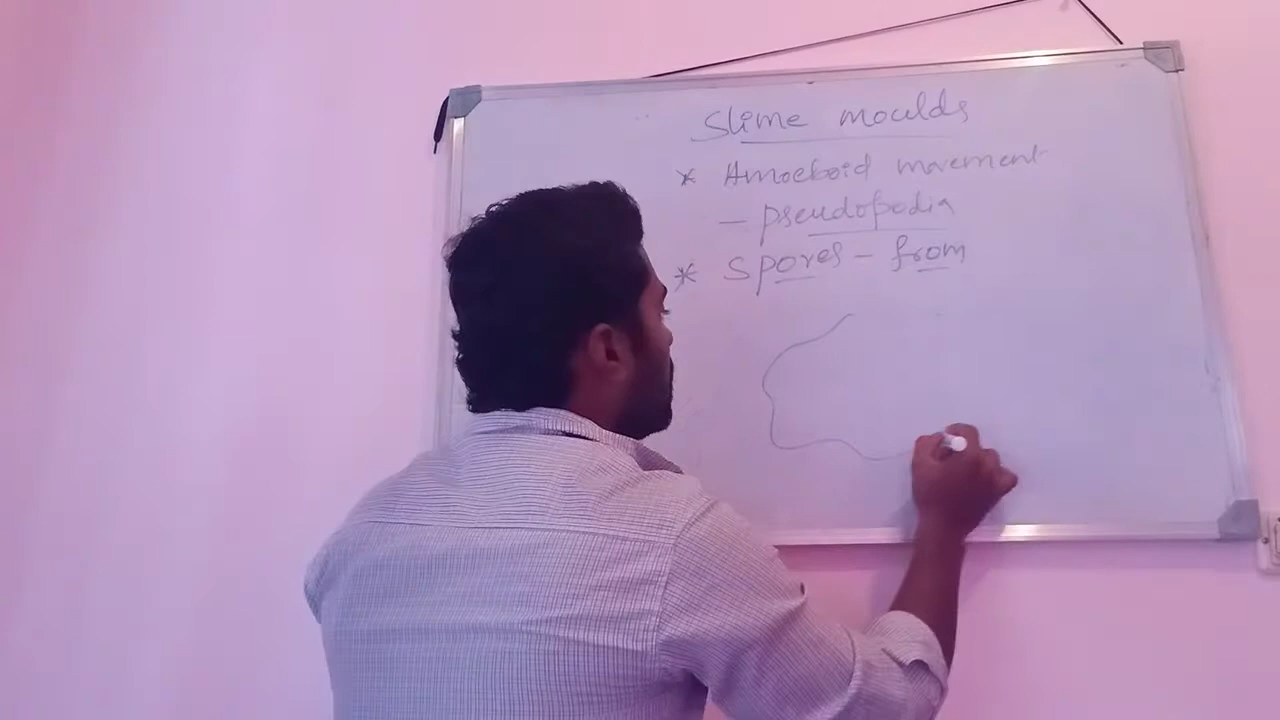 Slime moulds
* Amoeboid movement
- pseudopodia
* Spores - from